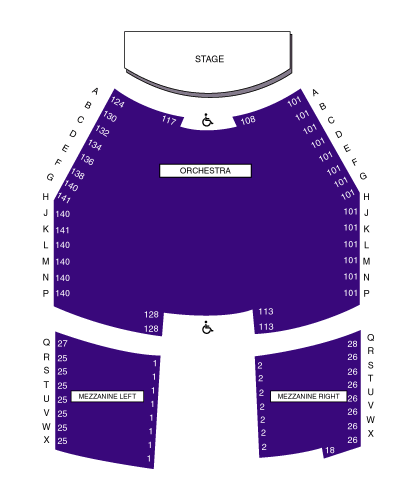 STAGE
A 124 117 108 101 A
B 130 101 B
C 132 101 C
D 134 101 D
E 136 101 E
F 138 101 F
ORCHESTRA
G 140 101 G
H 141 101 H
J 140 101 J
K 141 101 K
L 140 101 L
M 140 101 M
N 140 101 N
P 140 101 P
128 113
128 113
Q 27 1 28 Q
R 25 1 2 26 R
S 25 1 2 26 S
T 25 1 2 26 T
MEZZANINE LEFT
MEZZANINE RIGHT
U 25 1 2 26 U
V 25 1 2 26 V
W 25 1 2 26 W
X 25 1 2 26 X
18